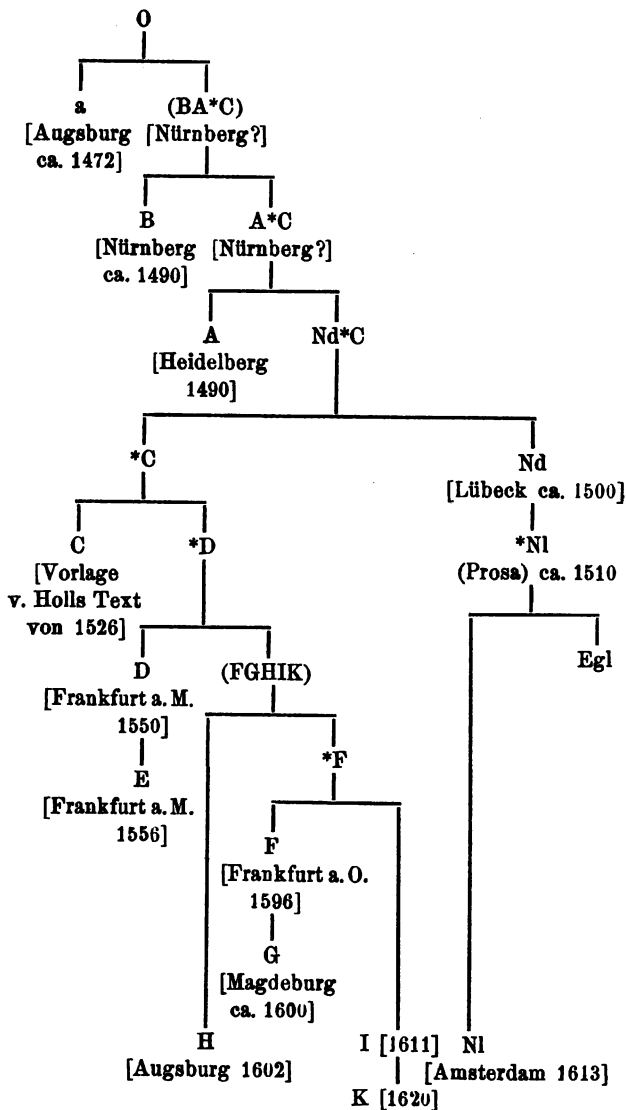 O
a (BA*C)
[Augsburg [Nürnberg?]
ca. 1472]
B A*C
[Nürnberg [Nürnberg?]
ca. 1490]
A Nd*C
[Heidelberg
1490]
*C Nd
[Lübeck ca. 1500]
C *D *Nl
[Vorlage (Prosa) ca. 1510
v. Holls Text
von 1526]
D (FGHIK) Egl
[Frankfurt a. M.
1550]
E *F
[Frankfurt a. M.
1556]
F
[Frankfurt a. O.
1596]
G
[Magdeburg
ca. 1600]
H I [1611] Nl
[Augsburg 1602] [Amsterdam 1613]
K [1620]